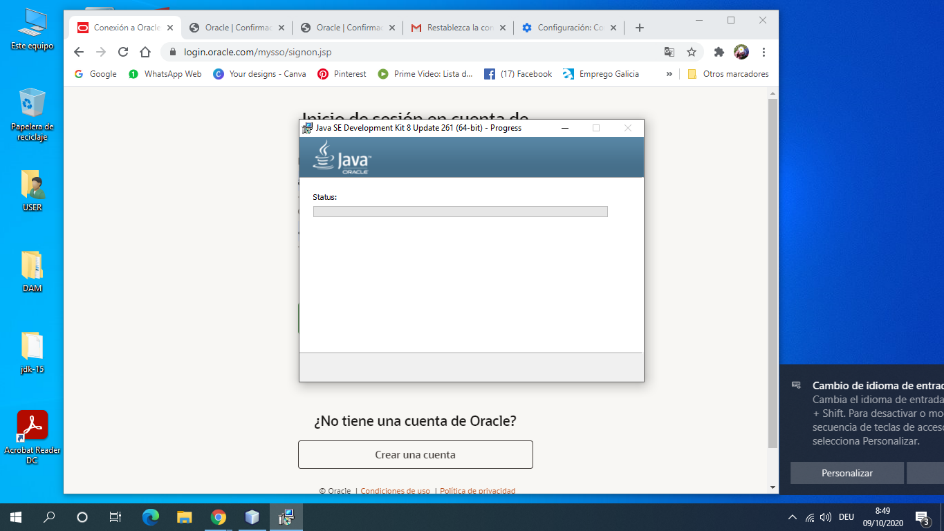 Este equipo
Papelera de
reciclaje
USER
DAM
jdk-15
Acrobat Reader
DC
Conexión a Oracle
Oracle | Confirmac
Oracle | Confirmac
Restablezca la con
Configuración: Co
login.oracle.com/mysso/signon.jsp
Google
WhatsApp Web
Your designs - Canva
Pinterest
Prime Video: Lista d...
(17) Facebook
Emprego Galicia
»
Otros marcadores
Inicio de sesión en cuenta de
Java SE Development Kit 8 Update 261 (64-bit) - Progress
Java
ORACLE
Status:
¿No tiene una cuenta de Oracle?
Crear una cuenta
© Oracle | Condiciones de uso | Política de privacidad
Cambio de idioma de entrad
Cambia el idioma de entrada
+ Shift. Para desactivar o mo
secuencia de teclas de acces
selecciona Personalizar.
Personalizar
DEU
8:49
09/10/2020
3